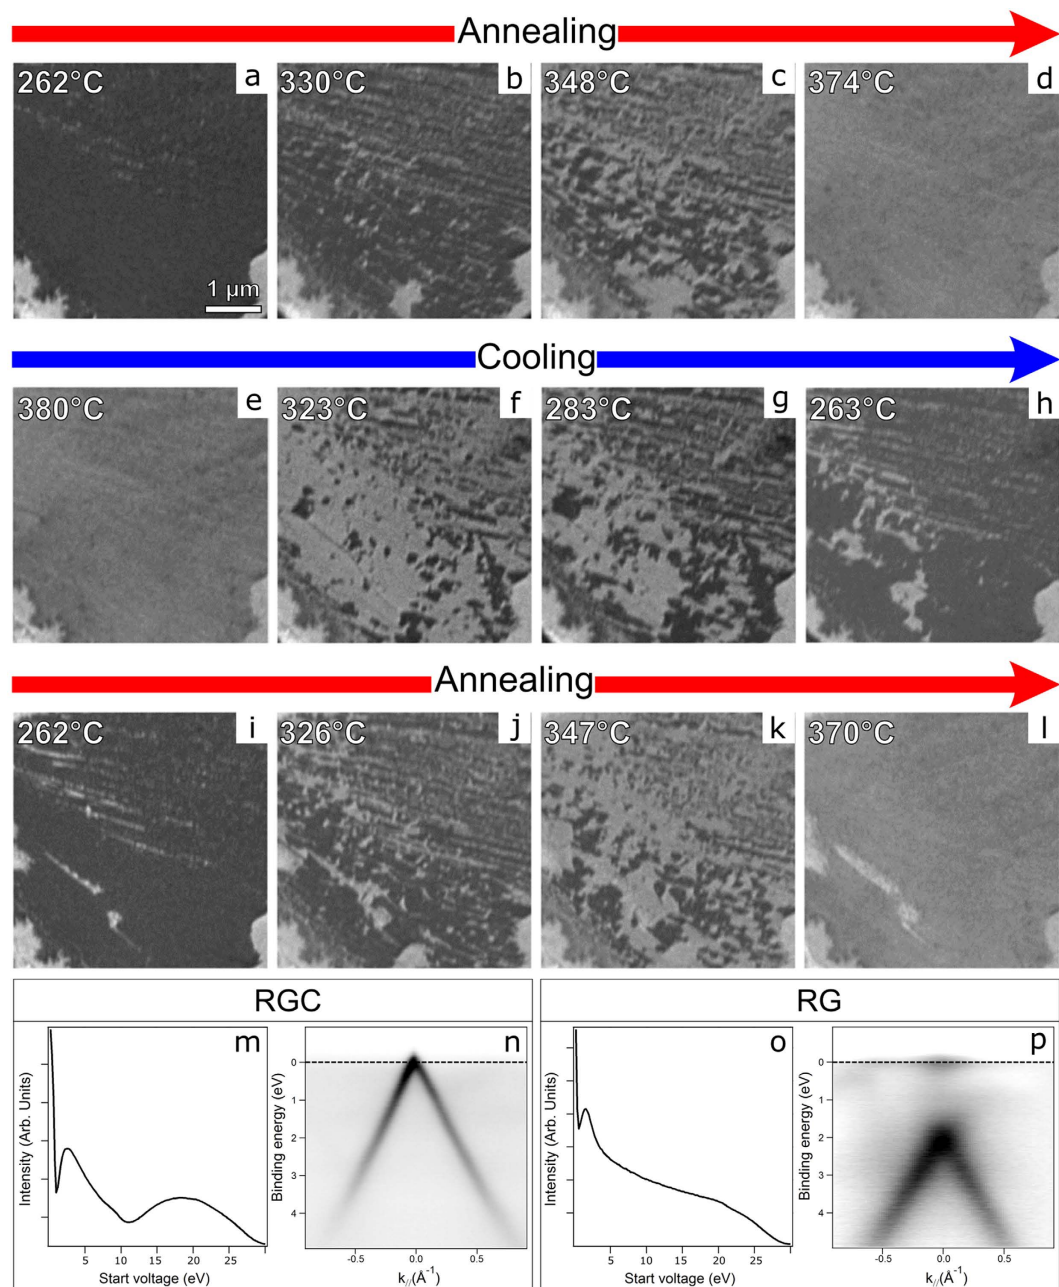 Annealing
262°C a 330°C b 348°C c 374°C d
1 µm
Cooling
380°C e 323°C f 283°C g 263°C h
Annealing
262°C i 326°C j 347°C k 370°C l
RGC RG
m n o p
Intensity (Arb. Units)
5 10 15 20 25
Start voltage (eV)
Binding energy (eV)
0
1
2
3
4
-0.5 0.0 0.5
k//(Å⁻¹)
Intensity (Arb. Units)
5 10 15 20 25
Start voltage (eV)
Binding energy (eV)
0
1
2
3
4
-0.5 0.0 0.5
k//(Å⁻¹)